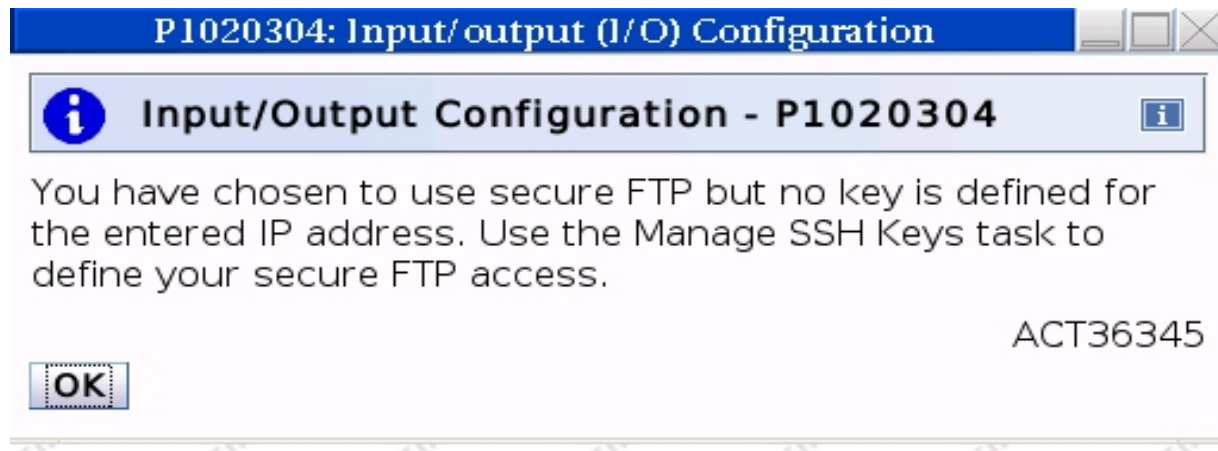 P1020304: Input/output (I/O) Configuration
Input/Output Configuration - P1020304
You have chosen to use secure FTP but no key is defined for
the entered IP address. Use the Manage SSH Keys task to
define your secure FTP access.
ACT36345
OK